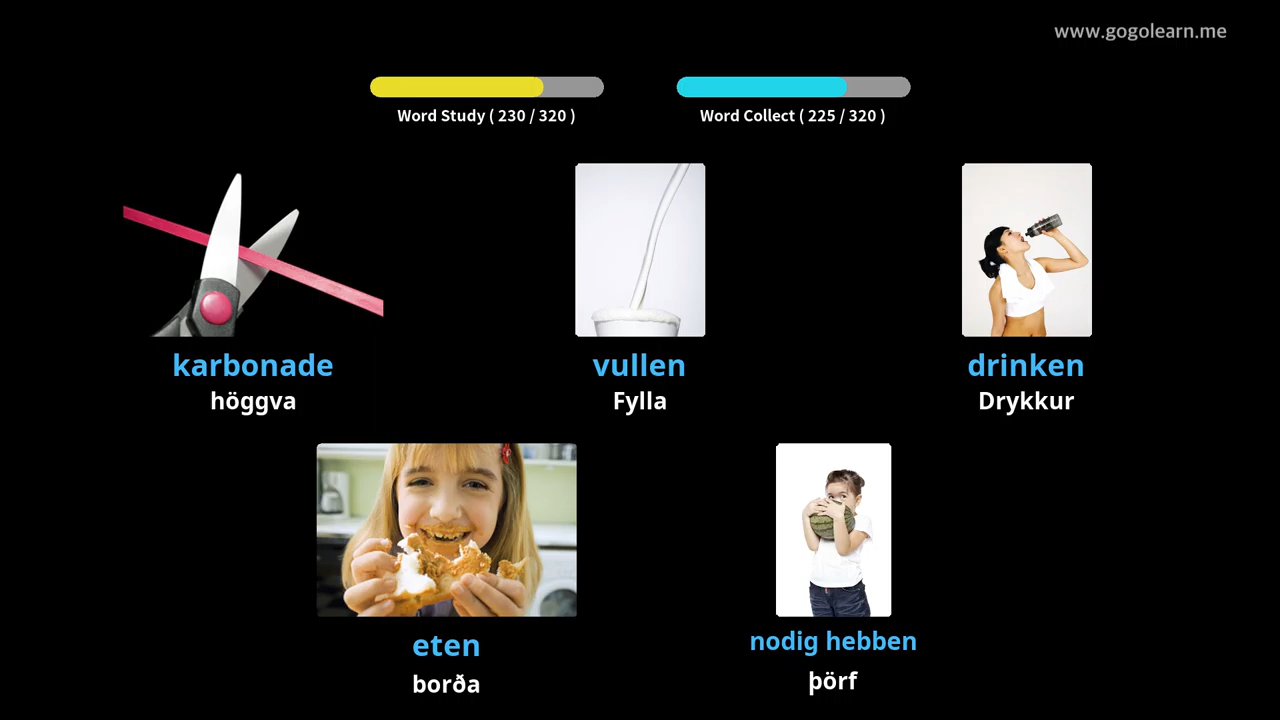 www.gogolearn.me
Word Study ( 230 / 320 )
Word Collect ( 225 / 320 )
karbonade
höggva
vullen
Fylla
drinken
Drykkur
eten
borða
nodig hebben
þörf